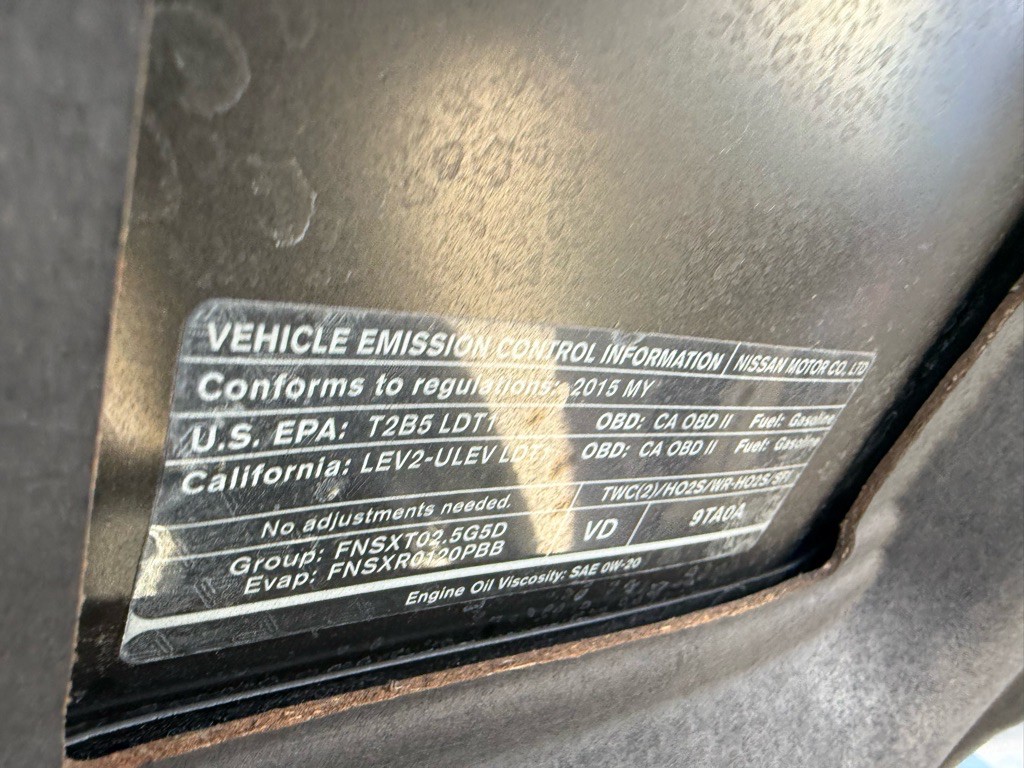 VEHICLE EMISSION CONTROL INFORMATION NISSAN MOTOR CO., LTD
Conforms to regulations: 2015 MY
U.S. EPA: T2B5 LDT1 OBD: CA OBD II Fuel: Gasoline
California: LEV2-ULEV LDT1 OBD: CA OBD II Fuel: Gasoline
No adjustments needed. TWC(2)/HO2S/WR-HO2S/SFI
Group: FNSXT02.5G5D VD 9TA0A
Evap: FNSXR0120PBB
Engine Oil Viscosity: SAE 0W-20